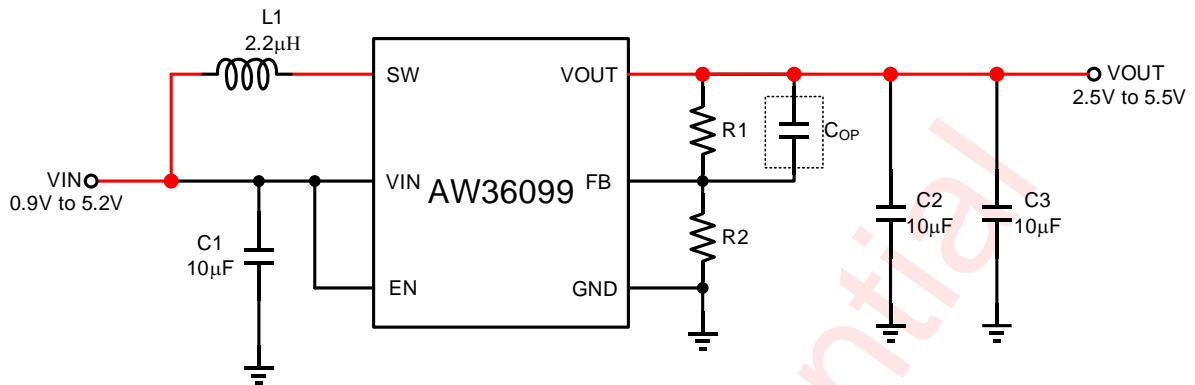 L1
2.2μH
SW
VOUT
VOUT
2.5V to 5.5V
R1
COP
VIN
0.9V to 5.2V
VIN
AW36099
FB
C1
10μF
R2
C2
10μF
C3
10μF
EN
GND
ntial